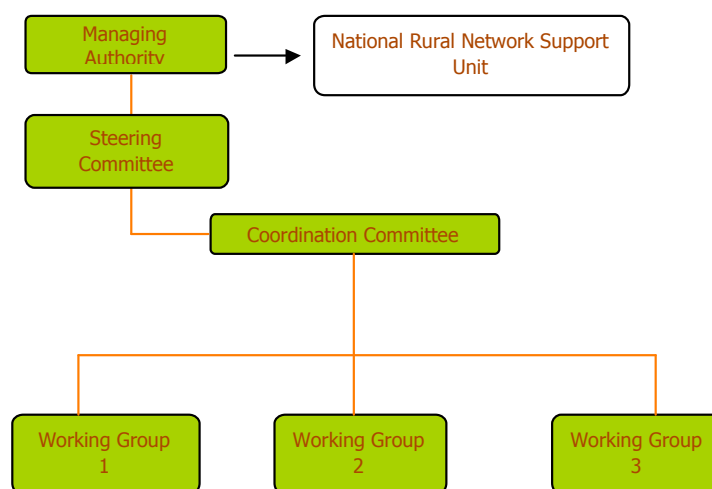 Managing
Authority
National Rural Network Support
Unit
Steering
Committee
Coordination Committee
Working Group
1
Working Group
2
Working Group
3